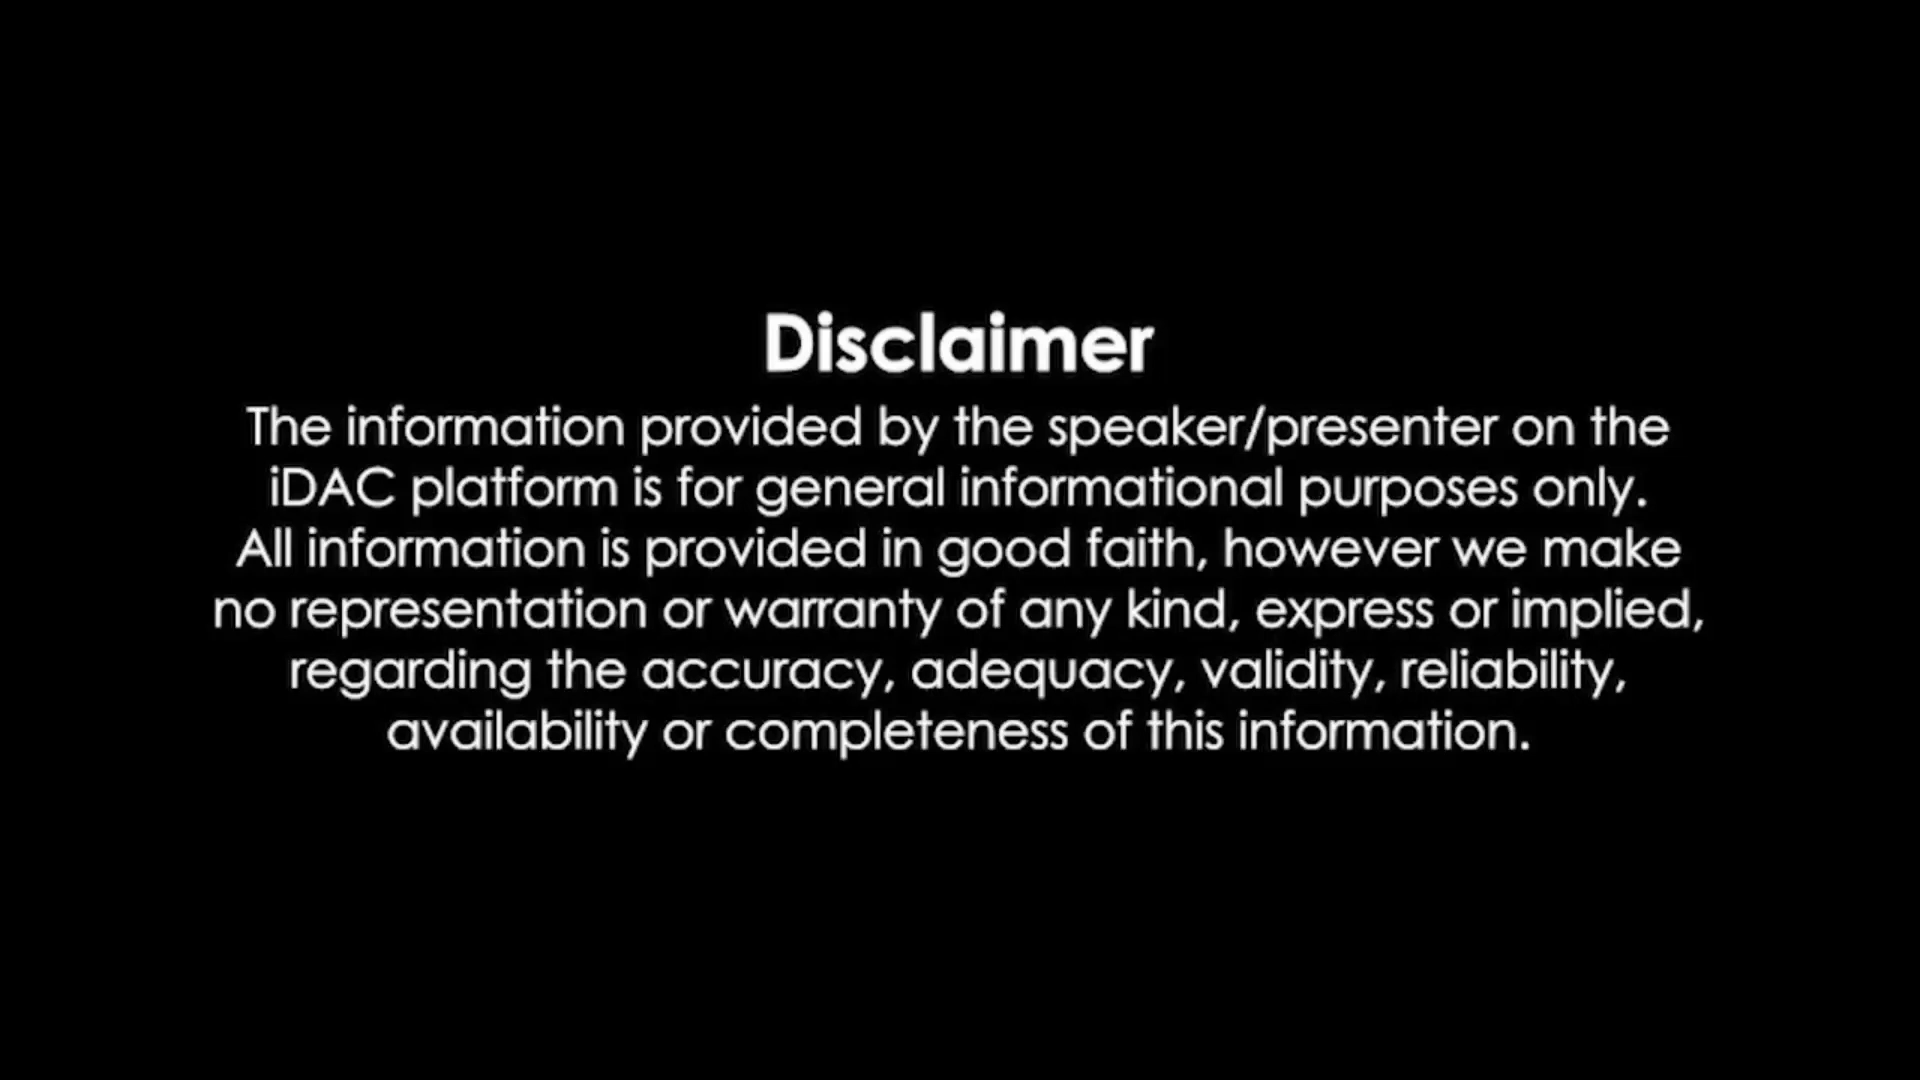 Disclaimer
The information provided by the speaker/presenter on the
iDAC platform is for general informational purposes only.
All information is provided in good faith, however we make
no representation or warranty of any kind, express or implied,
regarding the accuracy, adequacy, validity, reliability,
availability or completeness of this information.